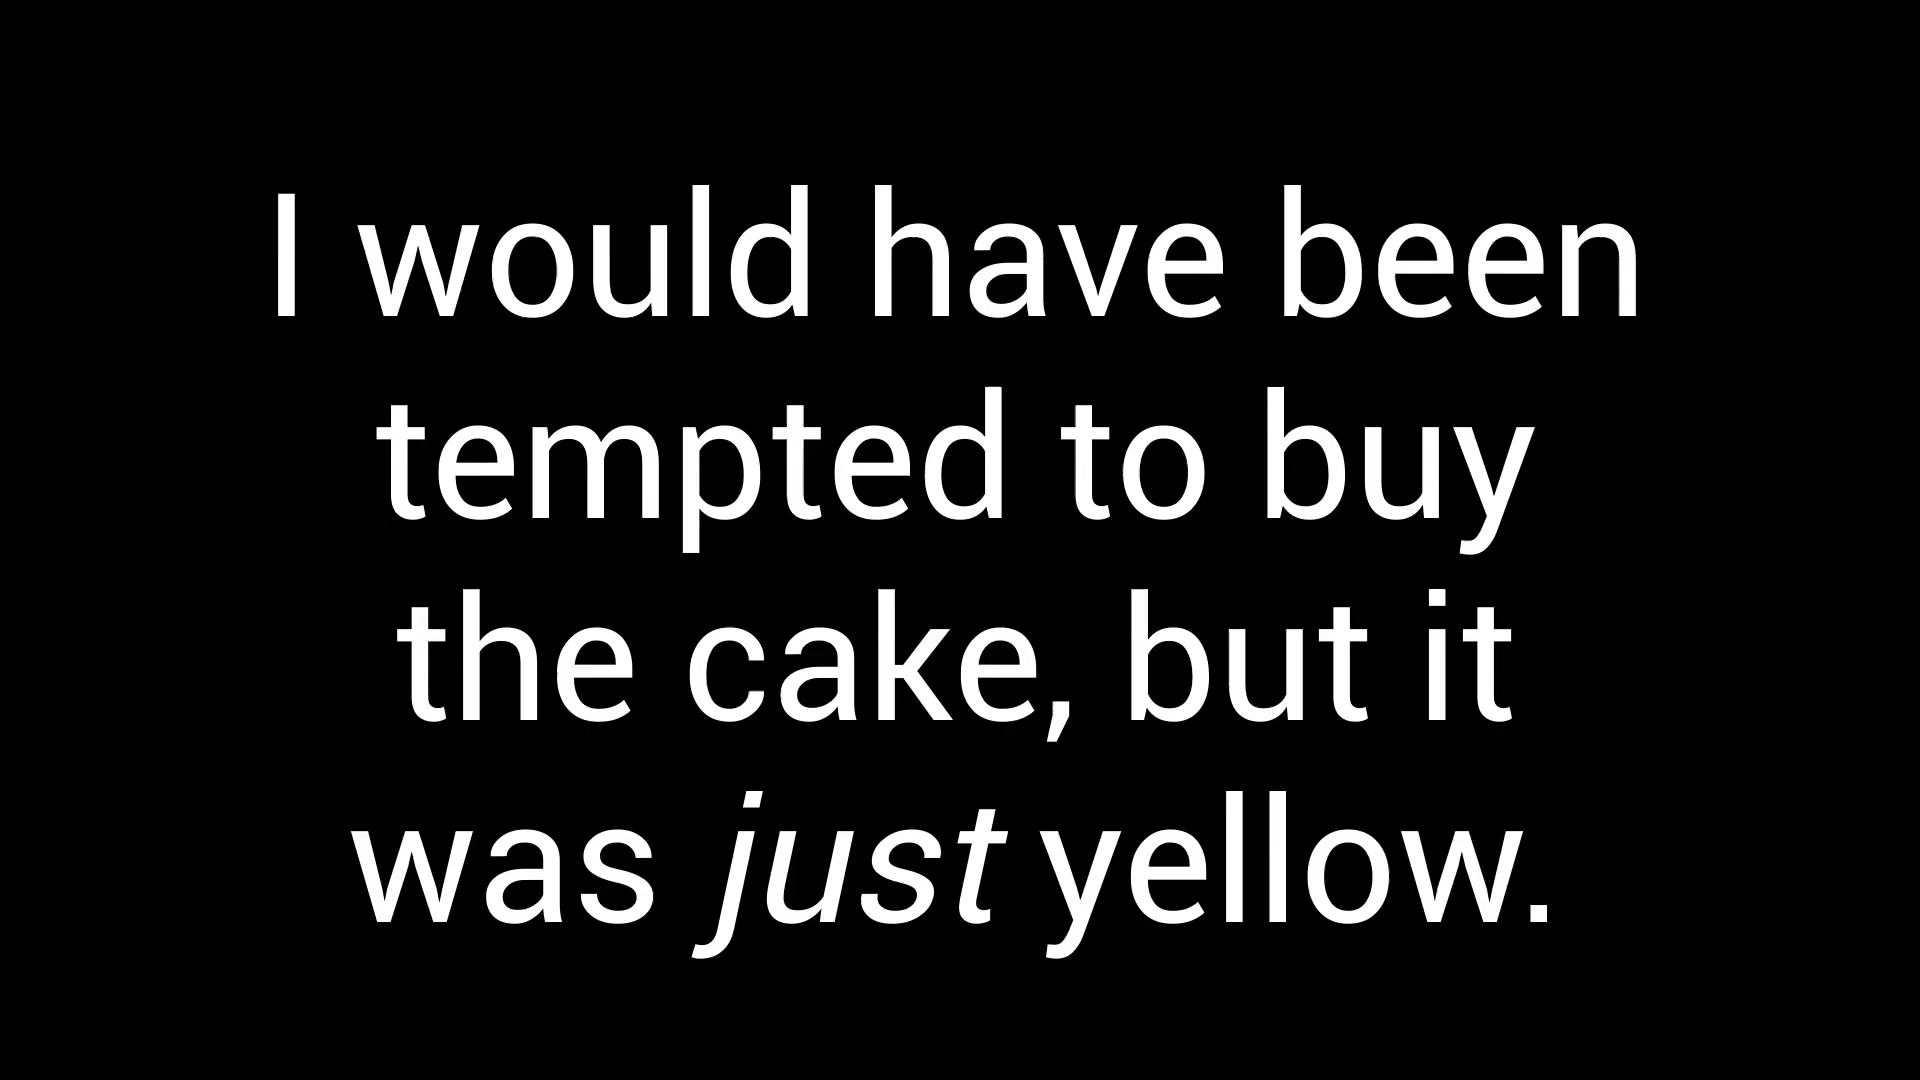 I would have been
tempted to buy
the cake, but it
was just yellow.